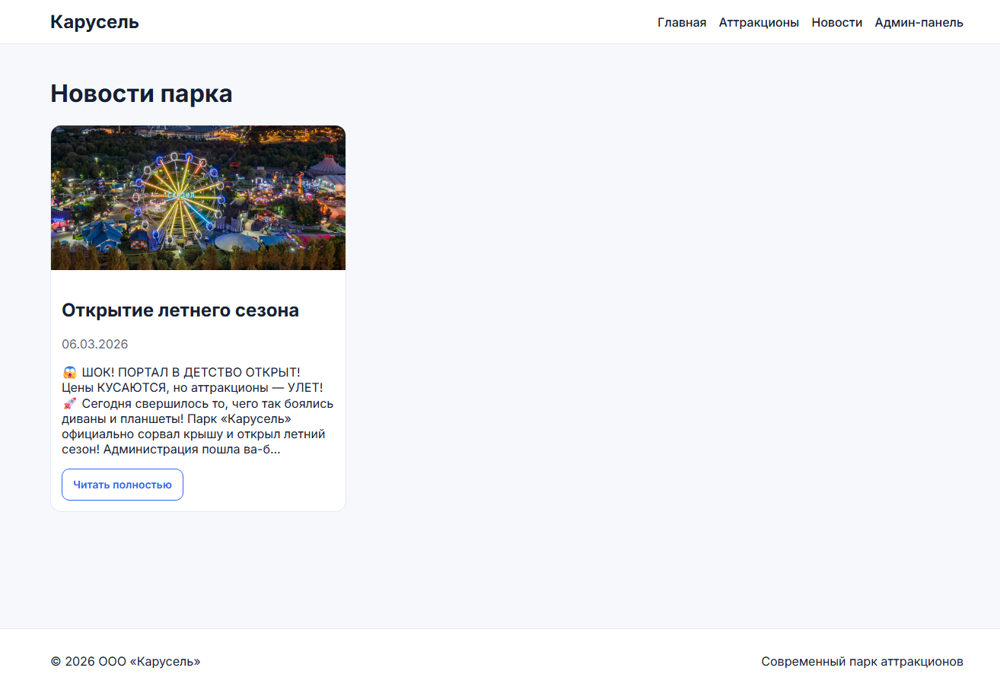 Карусель
Главная Аттракционы Новости Админ-панель
Новости парка
Открытие летнего сезона
06.03.2026
😱 ШОК! ПОРТАЛ В ДЕТСТВО ОТКРЫТ!
Цены КУСАЮТСЯ, но аттракционы — УЛЕТ!
🚀 Сегодня свершилось то, чего так боялись
диваны и планшеты! Парк «Карусель»
официально сорвал крышу и открыл летний
сезон! Администрация пошла ва-б...
Читать полностью
© 2026 ООО «Карусель»
Современный парк аттракционов